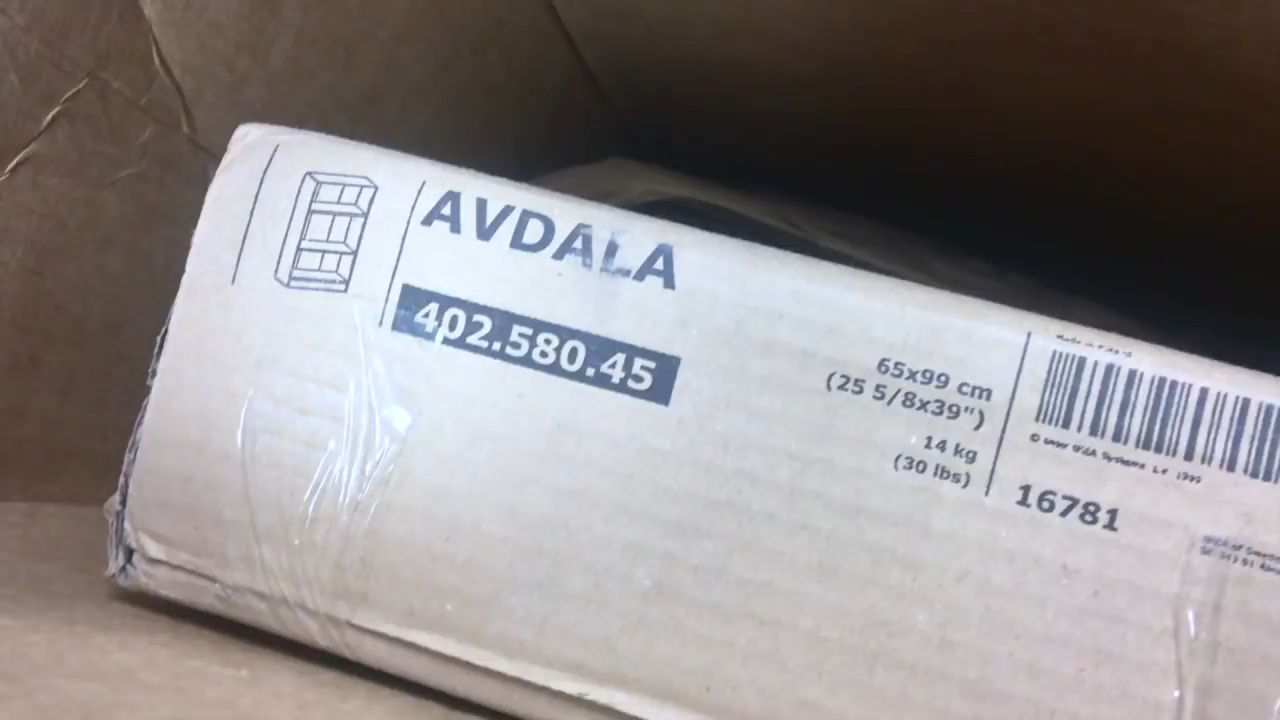 AVDALA
402.580.45
65x99 cm
(25 5/8x39")
14 kg
(30 lbs)
16781